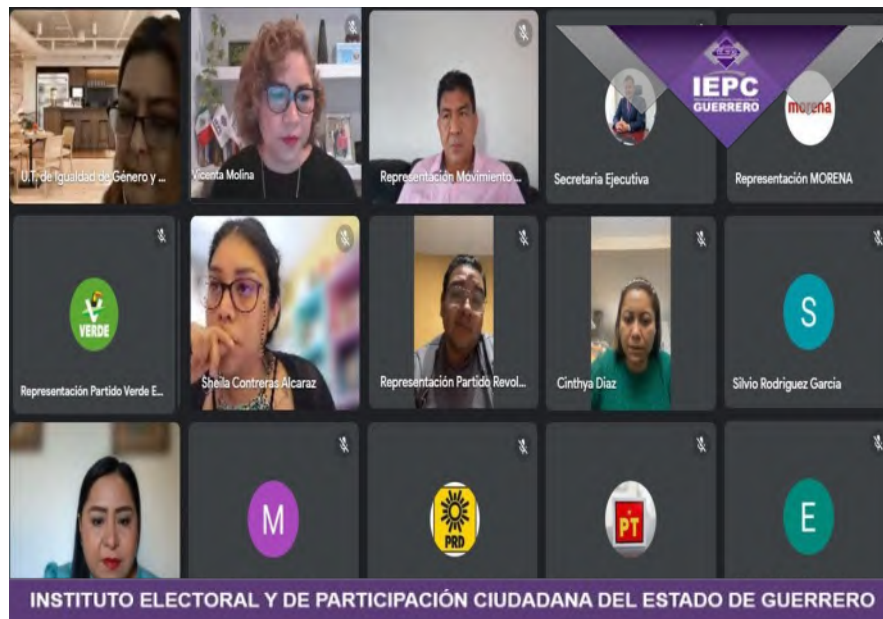 IEPC
GUERRERO
morena
U.T. de Igualdad de Género y ...
Vicenta Molina
Representación Movimiento ...
Secretaria Ejecutiva
Representación MORENA
VERDE
S
Representación Partido Verde E...
Sheila Contreras Alcaraz
Representación Partido Revol...
Cinthya Diaz
Silvio Rodriguez Garcia
M
PRD
PT
E
INSTITUTO ELECTORAL Y DE PARTICIPACIÓN CIUDADANA DEL ESTADO DE GUERRERO